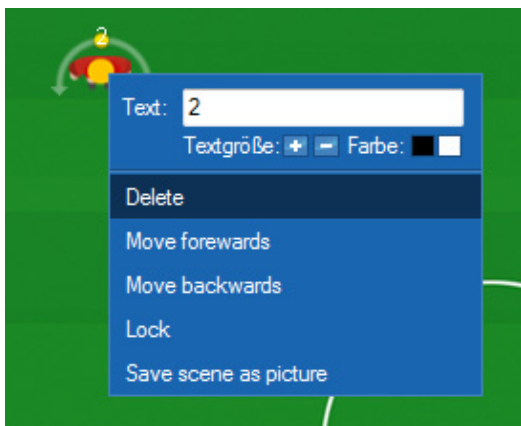 2
Text: 2
Textgröße: + - Farbe:
Delete
Move forewards
Move backwards
Lock
Save scene as picture